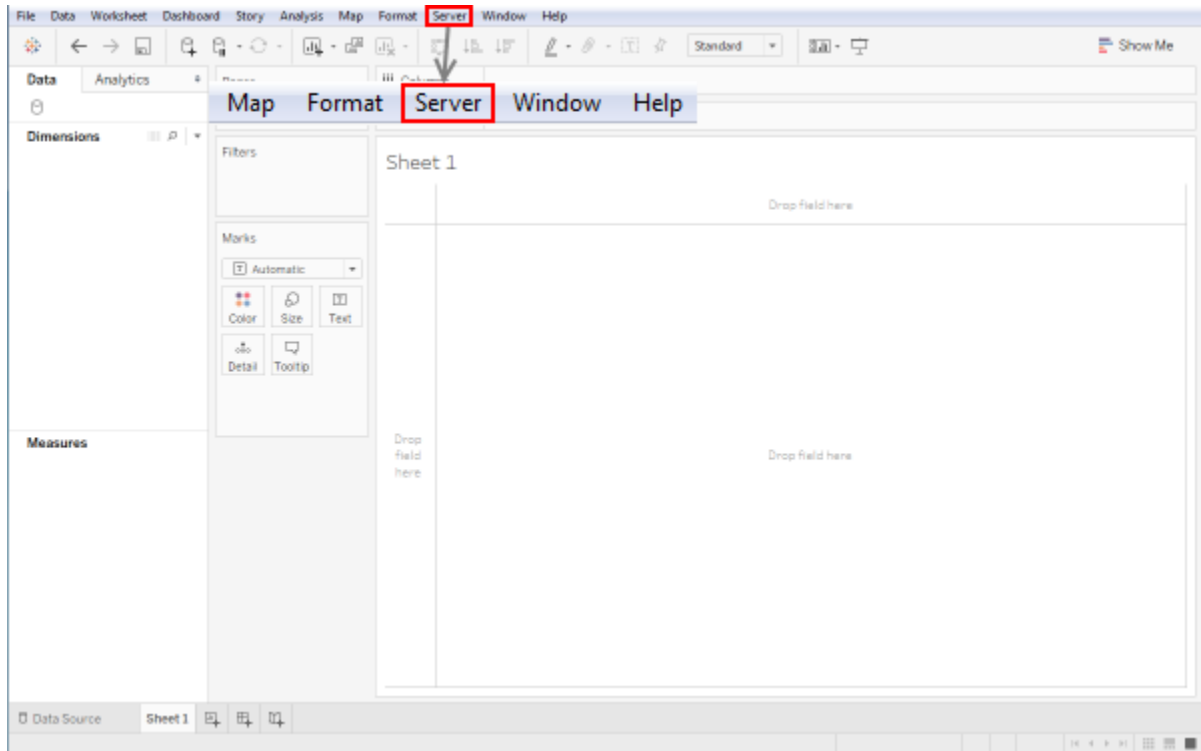 File Data Worksheet Dashboard Story Analysis Map Format Server Window Help
Standard
Show Me
Data Analytics
Map Format Server Window Help
Dimensions
Filters
Sheet 1
Drop field here
Marks
Automatic
Color Size Text
Detail Tooltip
Measures
Drop
field
here
Drop field here
Data Source Sheet 1